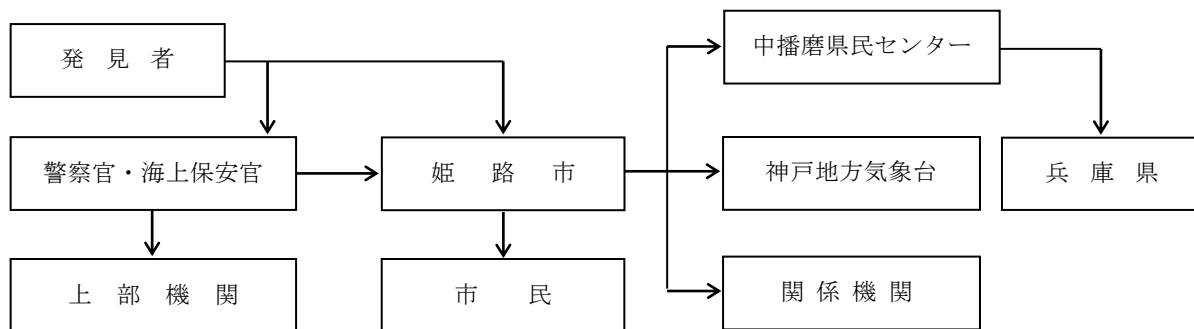 発見者
中播磨県民センター
警察官・海上保安官
姫路市
神戸地方気象台
兵庫県
上部機関
市民
関係機関